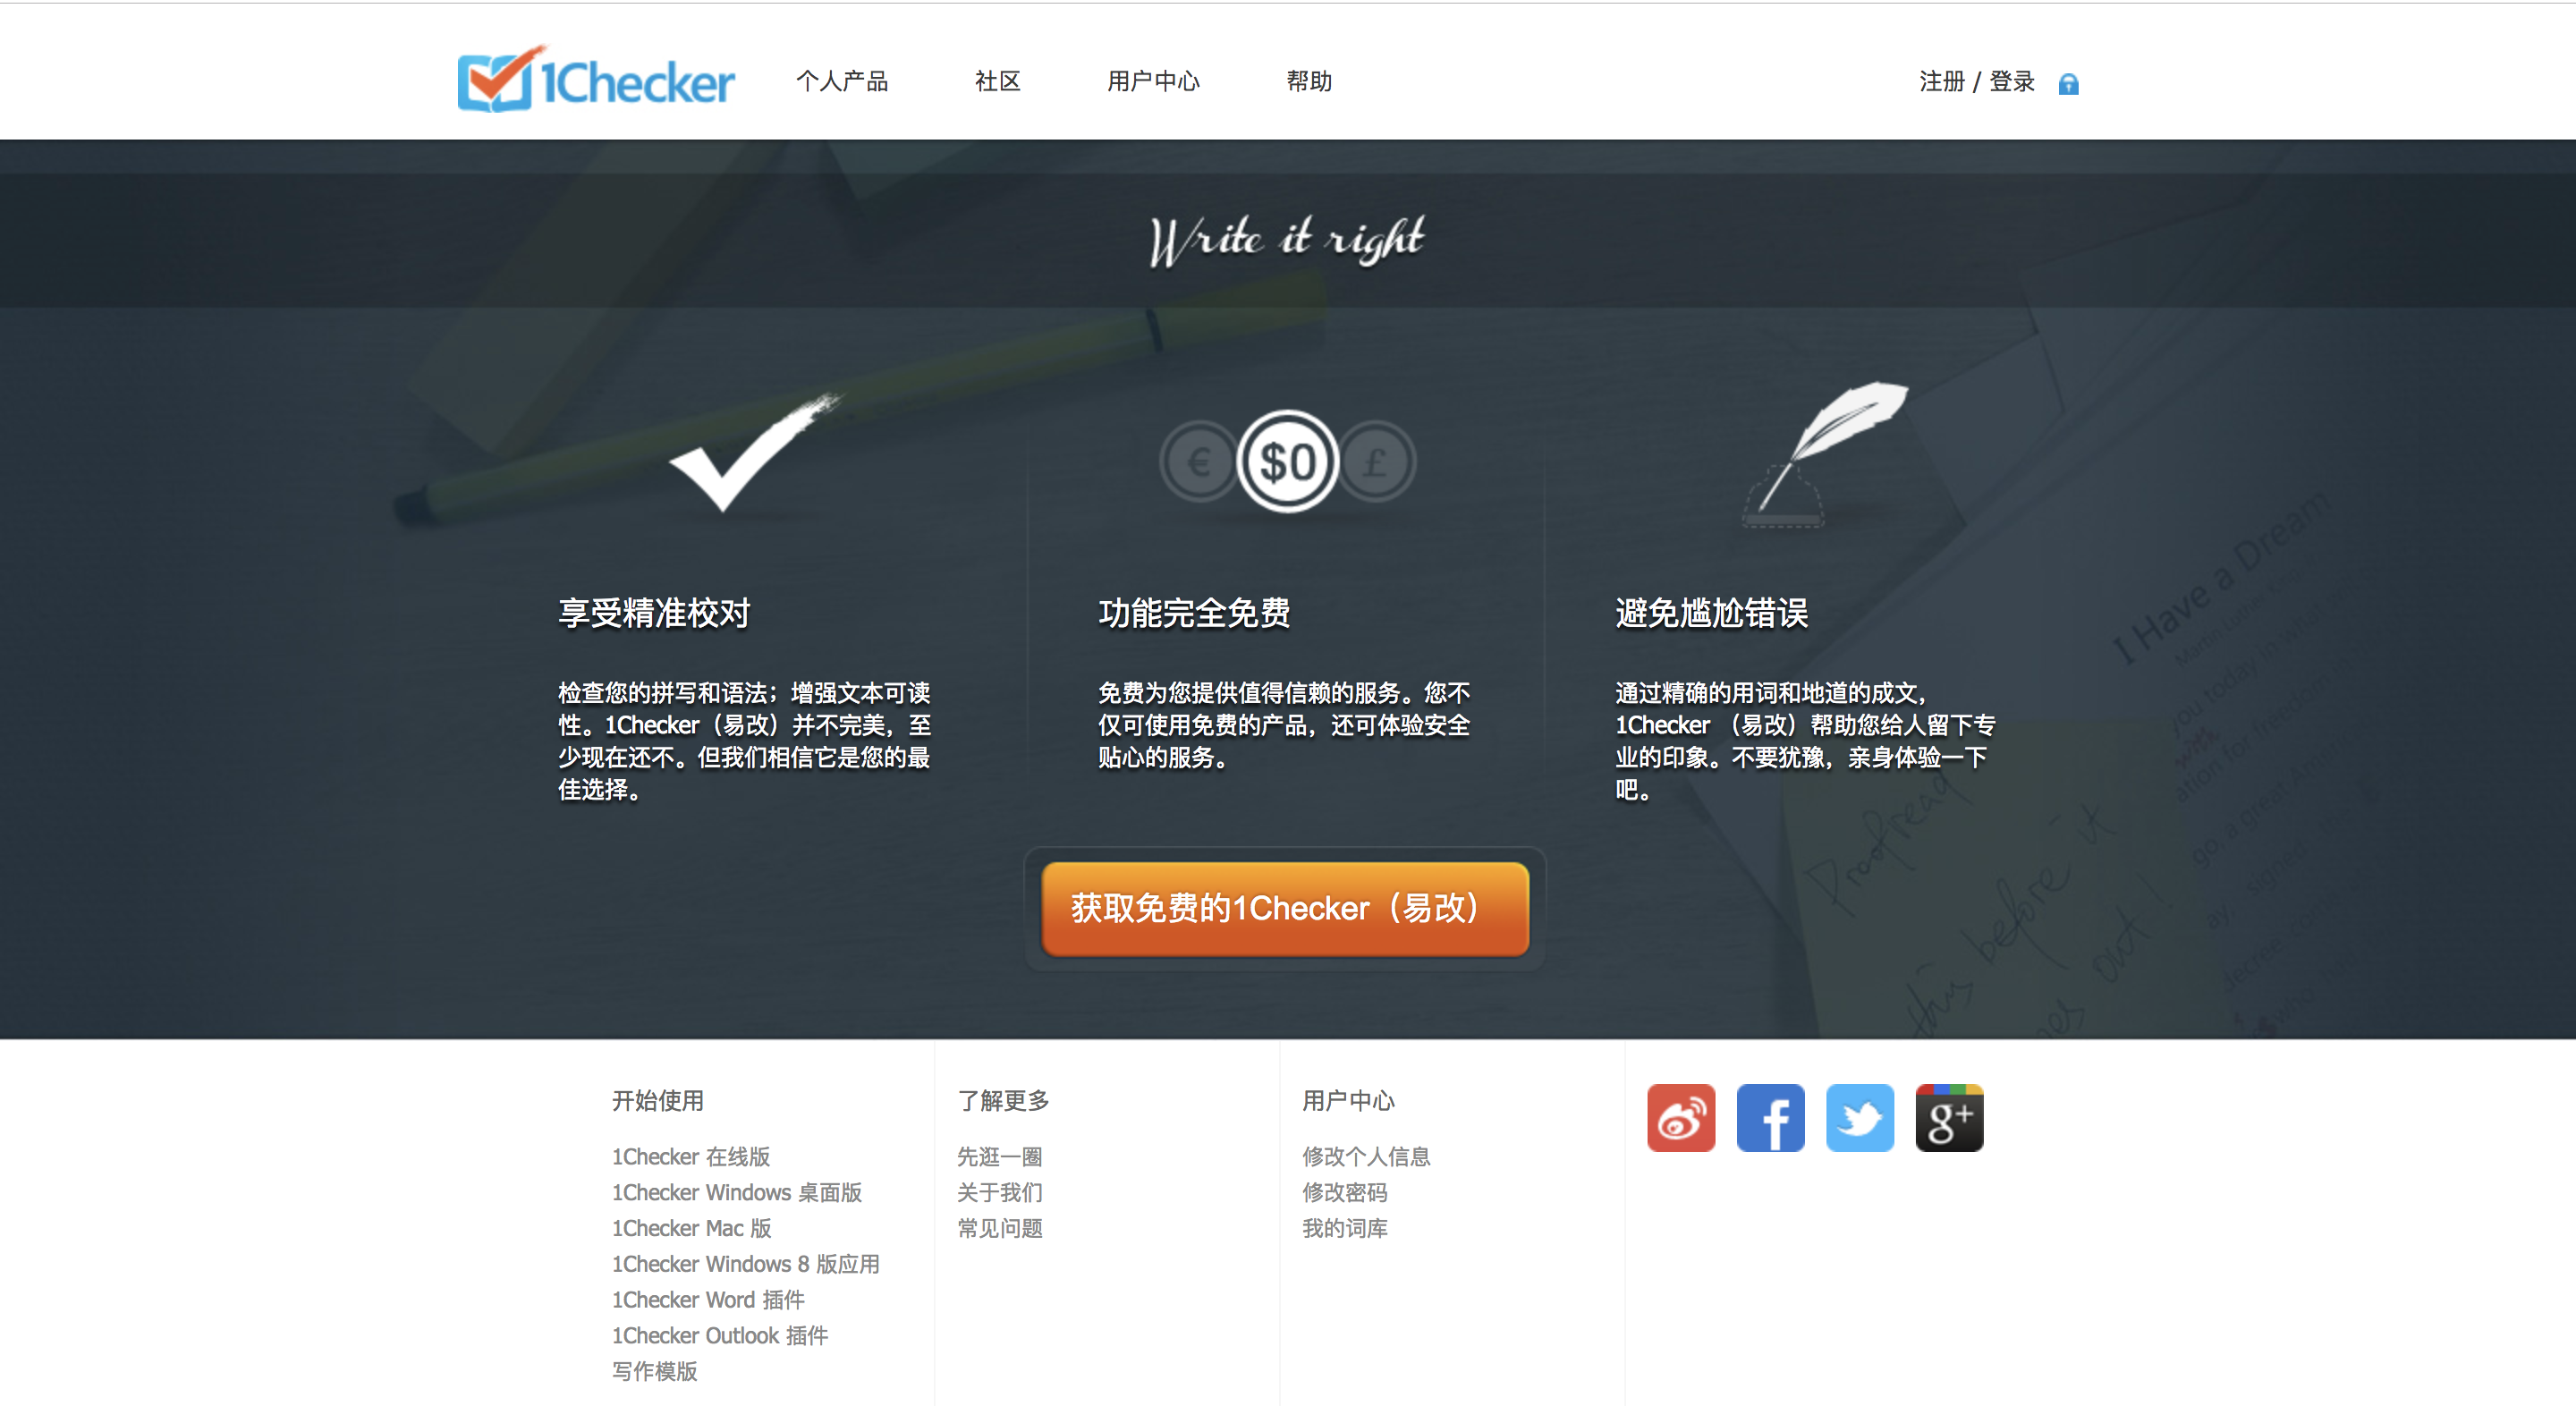 1Checker
个人产品
社区
用户中心
帮助
注册 / 登录
Write it right
€
$0
£
享受精准校对
检查您的拼写和语法；增强文本可读
性。1Checker（易改）并不完美，至
少现在还不。但我们相信它是您的最
佳选择。
功能完全免费
免费为您提供值得信赖的服务。您不
仅可使用免费的产品，还可体验安全
贴心的服务。
避免尴尬错误
通过精确的用词和地道的成文，
1Checker （易改）帮助您给人留下专
业的印象。不要犹豫，亲身体验一下
吧。
I Have a Dream
Proofread
this before it
out!
获取免费的1Checker（易改）
开始使用
1Checker 在线版
1Checker Windows 桌面版
1Checker Mac 版
1Checker Windows 8 版应用
1Checker Word 插件
1Checker Outlook 插件
写作模版
了解更多
先逛一圈
关于我们
常见问题
用户中心
修改个人信息
修改密码
我的词库
f
g+